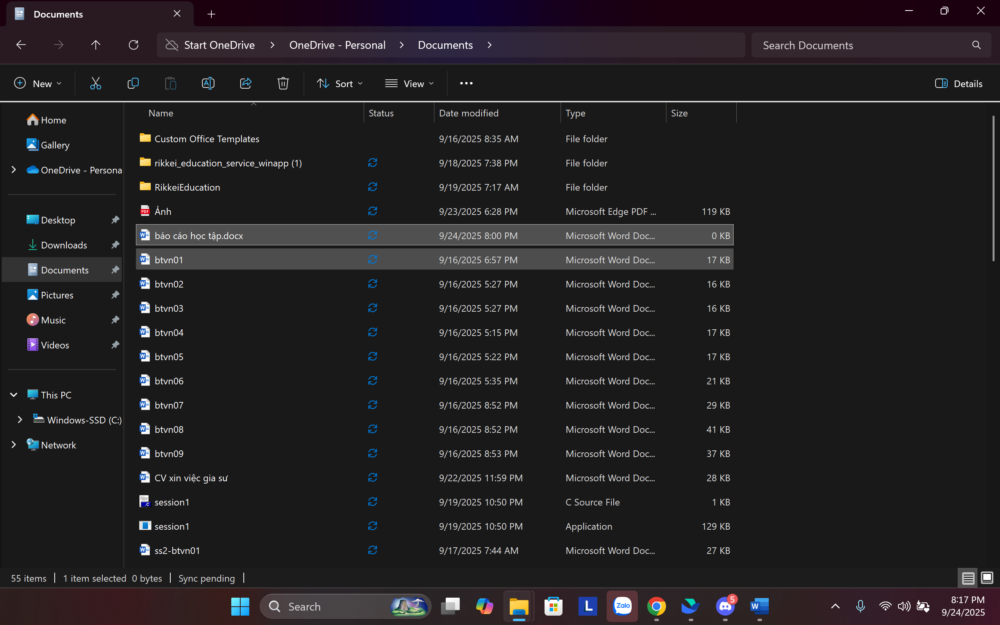 Documents
Start OneDrive > OneDrive - Personal > Documents >
Search Documents
New
Sort
View
Details
Name Status Date modified Type Size
Home
Gallery
OneDrive - Persona
Desktop
Downloads
Documents
Pictures
Music
Videos
This PC
Windows-SSD (C:)
Network
Custom Office Templates 9/16/2025 8:35 AM File folder
rikkei_education_service_winapp (1) 9/18/2025 7:38 PM File folder
RikkeiEducation 9/19/2025 7:17 AM File folder
PDF Ảnh 9/23/2025 6:28 PM Microsoft Edge PDF ... 119 KB
báo cáo học tập.docx 9/24/2025 8:00 PM Microsoft Word Doc... 0 KB
btvn01 9/16/2025 6:57 PM Microsoft Word Doc... 17 KB
btvn02 9/16/2025 5:27 PM Microsoft Word Doc... 16 KB
btvn03 9/16/2025 5:27 PM Microsoft Word Doc... 16 KB
btvn04 9/16/2025 5:15 PM Microsoft Word Doc... 17 KB
btvn05 9/16/2025 5:22 PM Microsoft Word Doc... 17 KB
btvn06 9/16/2025 5:35 PM Microsoft Word Doc... 21 KB
btvn07 9/16/2025 8:52 PM Microsoft Word Doc... 29 KB
btvn08 9/16/2025 8:52 PM Microsoft Word Doc... 41 KB
btvn09 9/16/2025 8:53 PM Microsoft Word Doc... 37 KB
CV xin việc gia sư 9/22/2025 11:59 PM Microsoft Word Doc... 28 KB
session1 9/19/2025 10:50 PM C Source File 1 KB
session1 9/19/2025 10:50 PM Application 129 KB
ss2-btvn01 9/17/2025 7:44 AM Microsoft Word Doc... 27 KB
55 items 1 item selected 0 bytes Sync pending
Search
L
Zalo
5
W
8:17 PM
9/24/2025